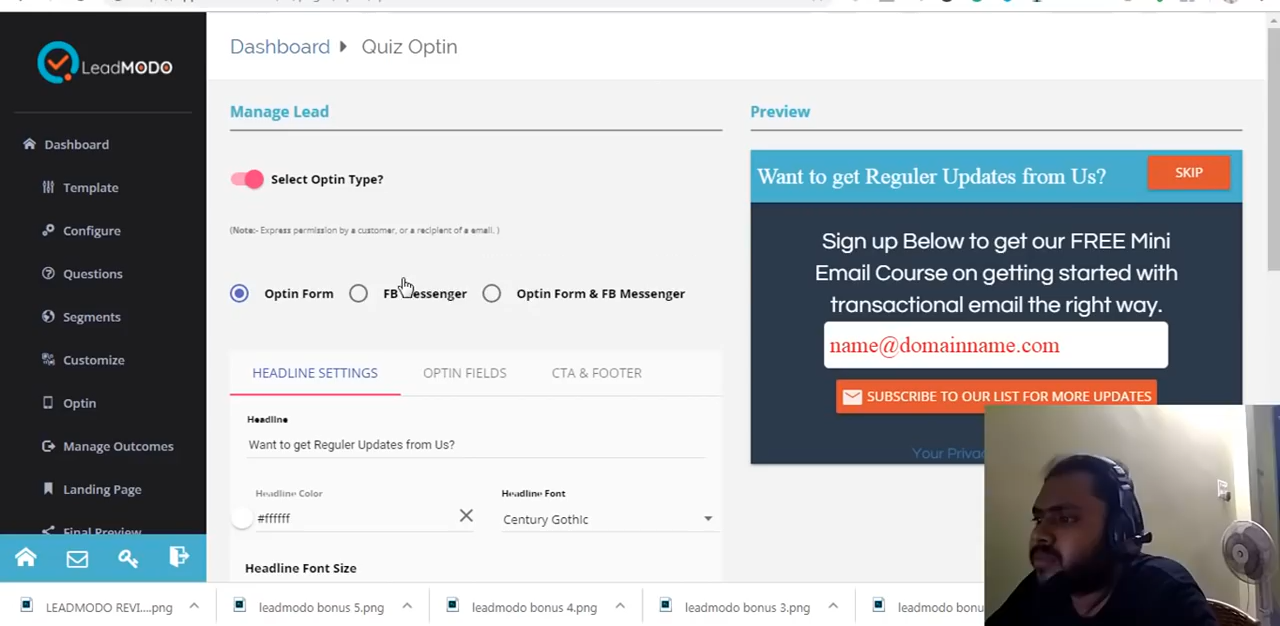 LeadMODO
Dashboard
Template
Configure
Questions
Segments
Customize
Optin
Manage Outcomes
Landing Page
Final Preview
Dashboard Quiz Optin
Manage Lead
Select Optin Type?
(Note:- Express permission by a customer, or a recipient of a email. )
Optin Form FB Messenger Optin Form & FB Messenger
HEADLINE SETTINGS OPTIN FIELDS CTA & FOOTER
Headline
Want to get Reguler Updates from Us?
Headline Color Headline Font
#ffffff Century Gothic
Headline Font Size
Preview
Want to get Reguler Updates from Us? SKIP
Sign up Below to get our FREE Mini
Email Course on getting started with
transactional email the right way.
name@domainname.com
SUBSCRIBE TO OUR LIST FOR MORE UPDATES
Your
LEADMODO REVI....png leadmodo bonus 5.png leadmodo bonus 4.png leadmodo bonus 3.png leadmodo